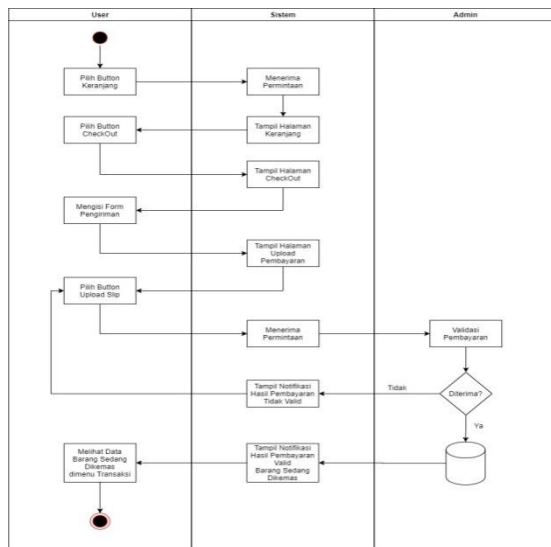 User
Sistem
Admin
Pilih Button
Keranjang
Menerima
Permintaan
Pilih Button
CheckOut
Tampil Halaman
Keranjang
Tampil Halaman
CheckOut
Mengisi Form
Pengiriman
Tampil Halaman
Upload
Pembayaran
Pilih Button
Upload Slip
Menerima
Permintaan
Validasi
Pembayaran
Tampil Notifikasi
Hasil Pembayaran
Tidak Valid
Tidak
Diterima?
Ya
Melihat Data
Barang Sedang
Dikemas
dimenu Transaksi
Tampil Notifikasi
Hasil Pembayaran
Valid
Barang Sedang
Dikemas